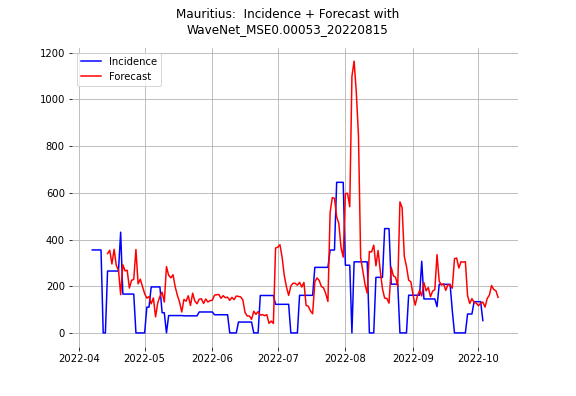 Mauritius:  Incidence + Forecast with
WaveNet_MSE0.00053_20220815
Incidence
Forecast
1200
1000
800
600
400
200
0
2022-04 2022-05 2022-06 2022-07 2022-08 2022-09 2022-10